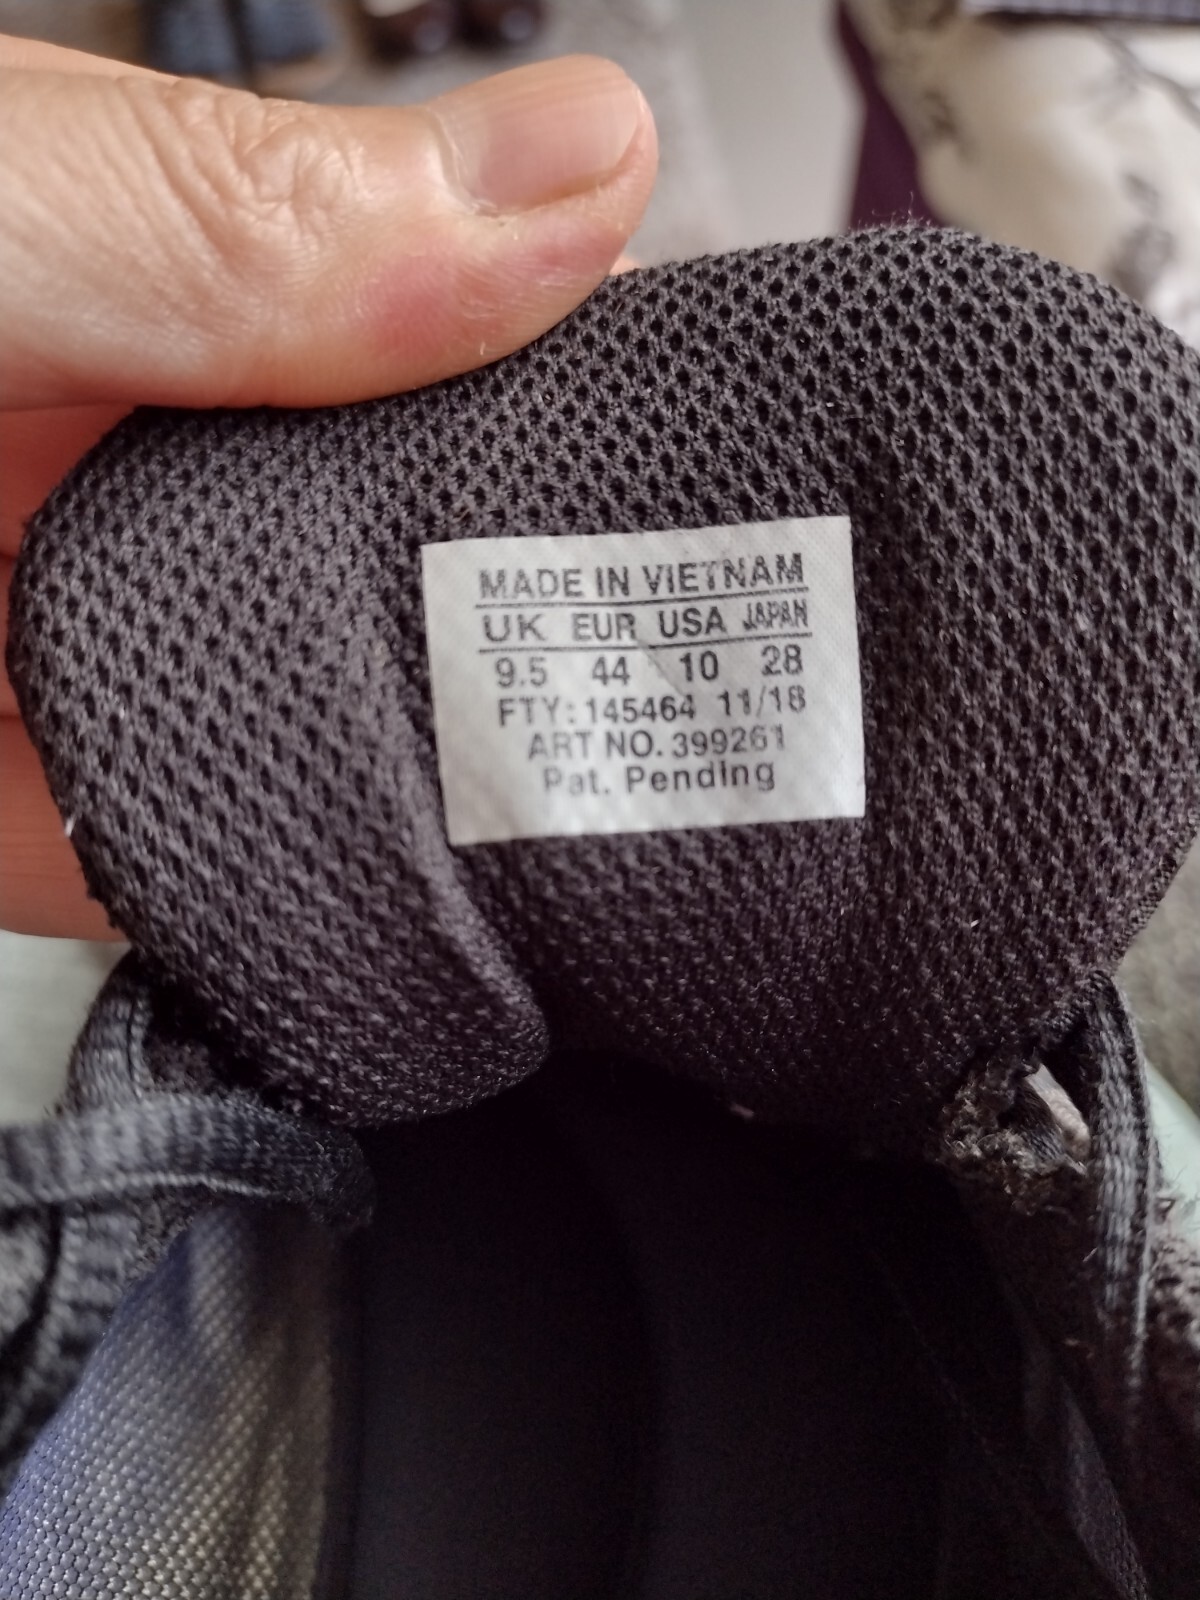 MADE IN VIETNAM
UK EUR USA JAPAN
9.5 44 10 28
FTY: 145464 11/18
ART NO. 399261
Pat. Pending